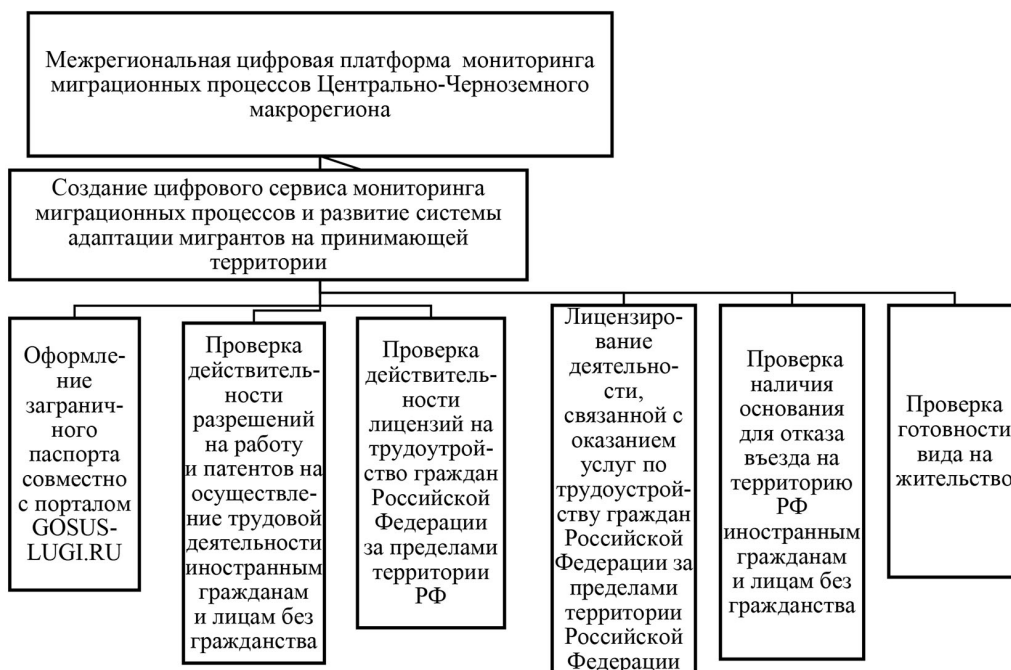 Межрегиональная цифровая платформа мониторинга
миграционных процессов Центрально-Черноземного
макрорегиона
Создание цифрового сервиса мониторинга
миграционных процессов и развитие системы
адаптации мигрантов на принимающей
территории
Оформле-
ние
заграничн-
ого
паспорта
совместно
с порталом
GOSUS-
LUGI.RU
Проверка
действитель-
ности
разрешений
на работу
и патентов на
осуществле-
ние трудовой
деятельности
иностранным
гражданам
и лицам без
гражданства
Проверка
действитель-
ности
лицензий на
трудоутрой-
ство граждан
Российской
Федерации
за пределами
территории
РФ
Лицензиро-
вание
деятельно-
сти,
связанной с
оказанием
услуг по
трудоустрой-
ству граждан
Российской
Федерации за
пределами
территории
Российской
Федерации
Проверка
наличия
основания
для отказа
въезда на
территорию
РФ
иностранным
гражданам
и лицам без
гражданства
Проверка
готовности
вида на
жительство